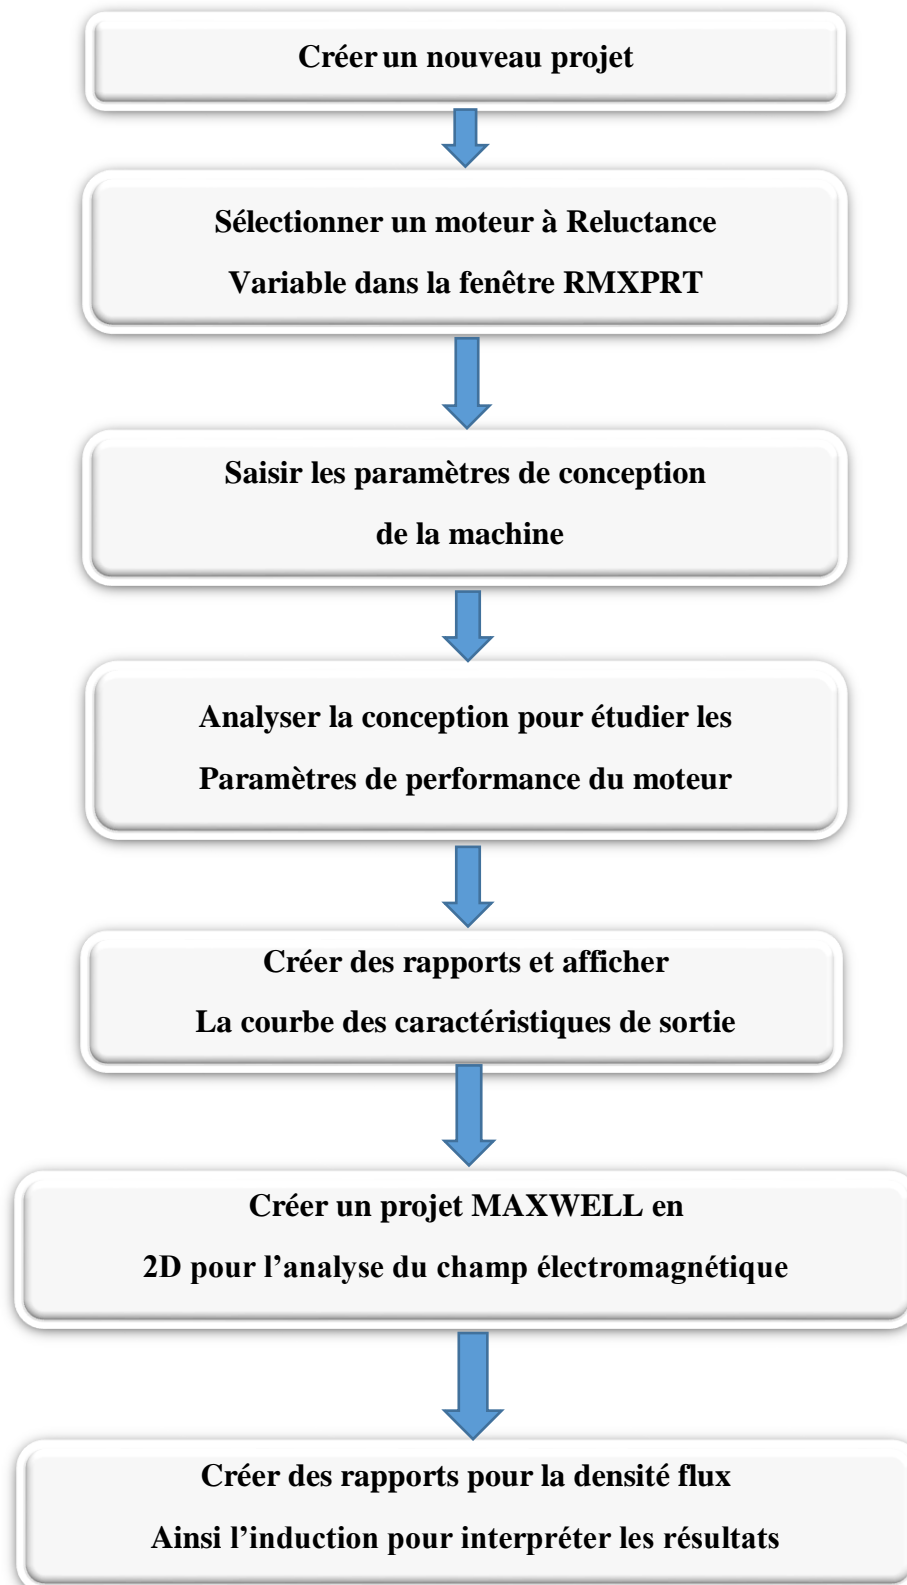 Créer un nouveau projet
Sélectionner un moteur à Reluctance
Variable dans la fenêtre RMXPRT
Saisir les paramètres de conception
de la machine
Analyser la conception pour étudier les
Paramètres de performance du moteur
Créer des rapports et afficher
La courbe des caractéristiques de sortie
Créer un projet MAXWELL en
2D pour l’analyse du champ électromagnétique
Créer des rapports pour la densité flux
Ainsi l’induction pour interpréter les résultats